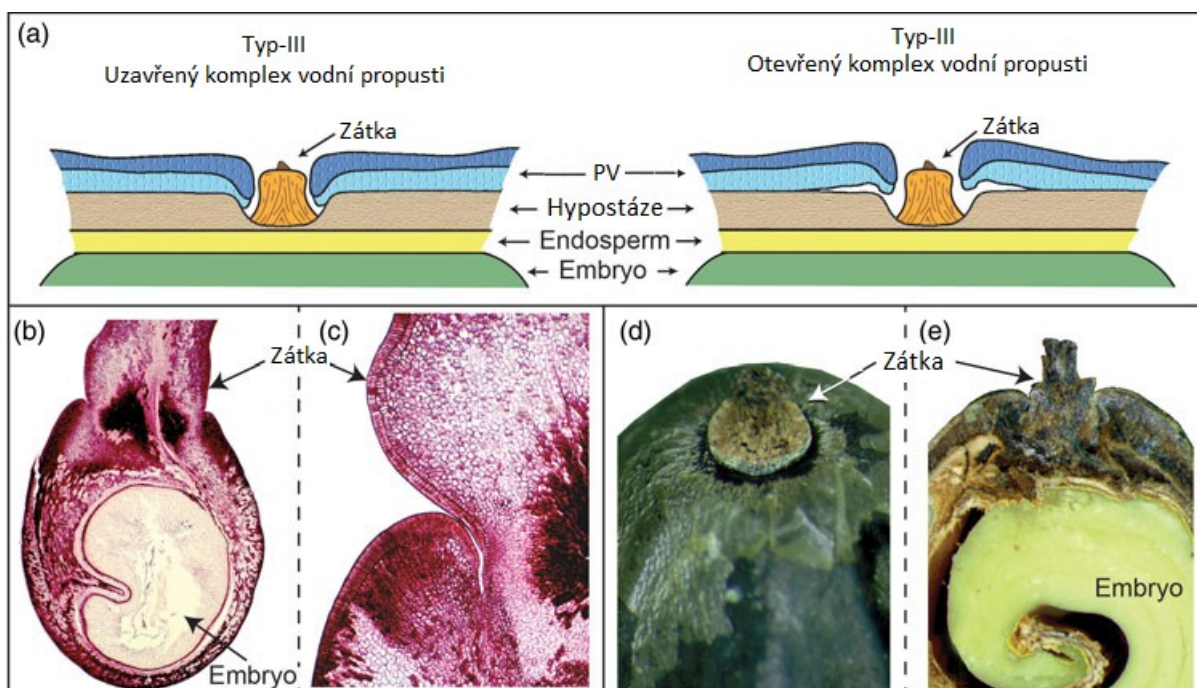 (a)
Typ-III
Uzavřený komplex vodní propusti
Typ-III
Otevřený komplex vodní propusti
Zátka
Zátka
PV
Hypostáze
Endosperm
Embryo
(b)
(c)
(d)
(e)
Zátka
Zátka
Embryo
Embryo